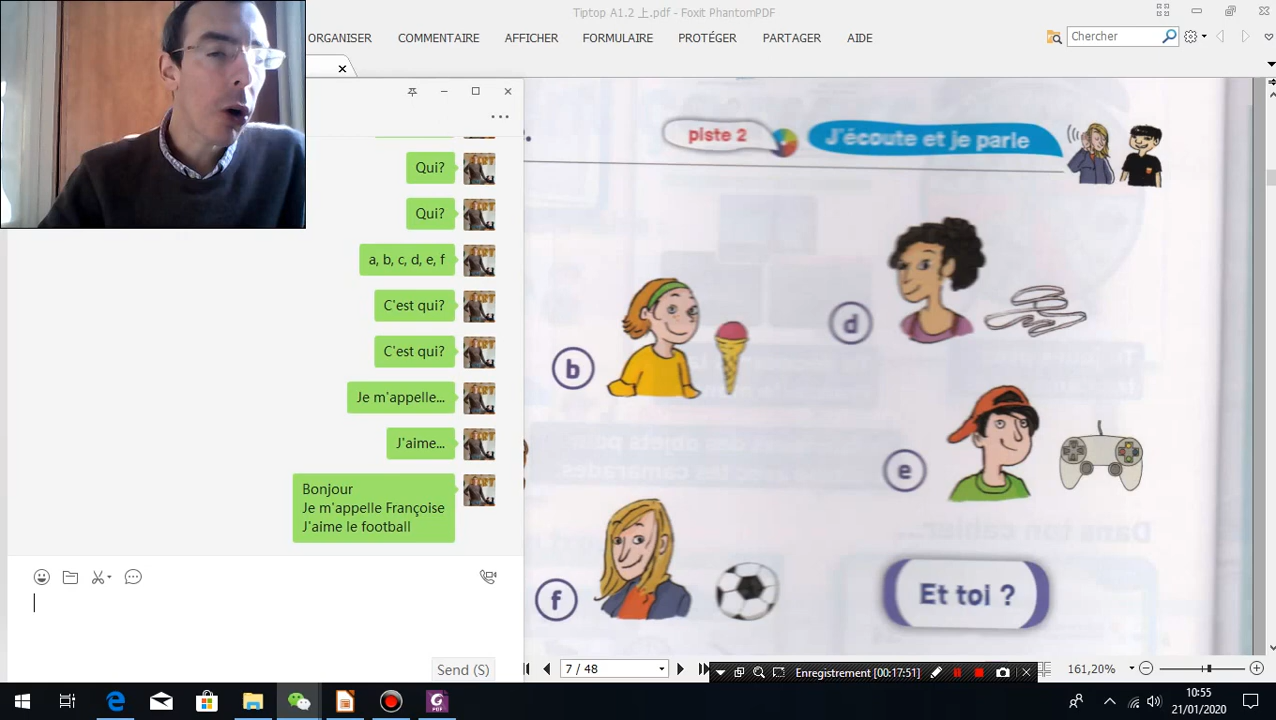 Tiptop A1.2 上.pdf - Foxit PhantomPDF
ORGANISER COMMENTAIRE AFFICHER FORMULAIRE PROTÉGER PARTAGER AIDE
Chercher
Qui?
Qui?
a, b, c, d, e, f
C'est qui?
C'est qui?
Je m'appelle...
J'aime...
Bonjour
Je m'appelle Françoise
J'aime le football
Send (S)
piste 2
J'écoute et je parle
b
d
e
f
Et toi ?
7 / 48
Enregistrement [00:17:51]
161,20%
10:55
21/01/2020